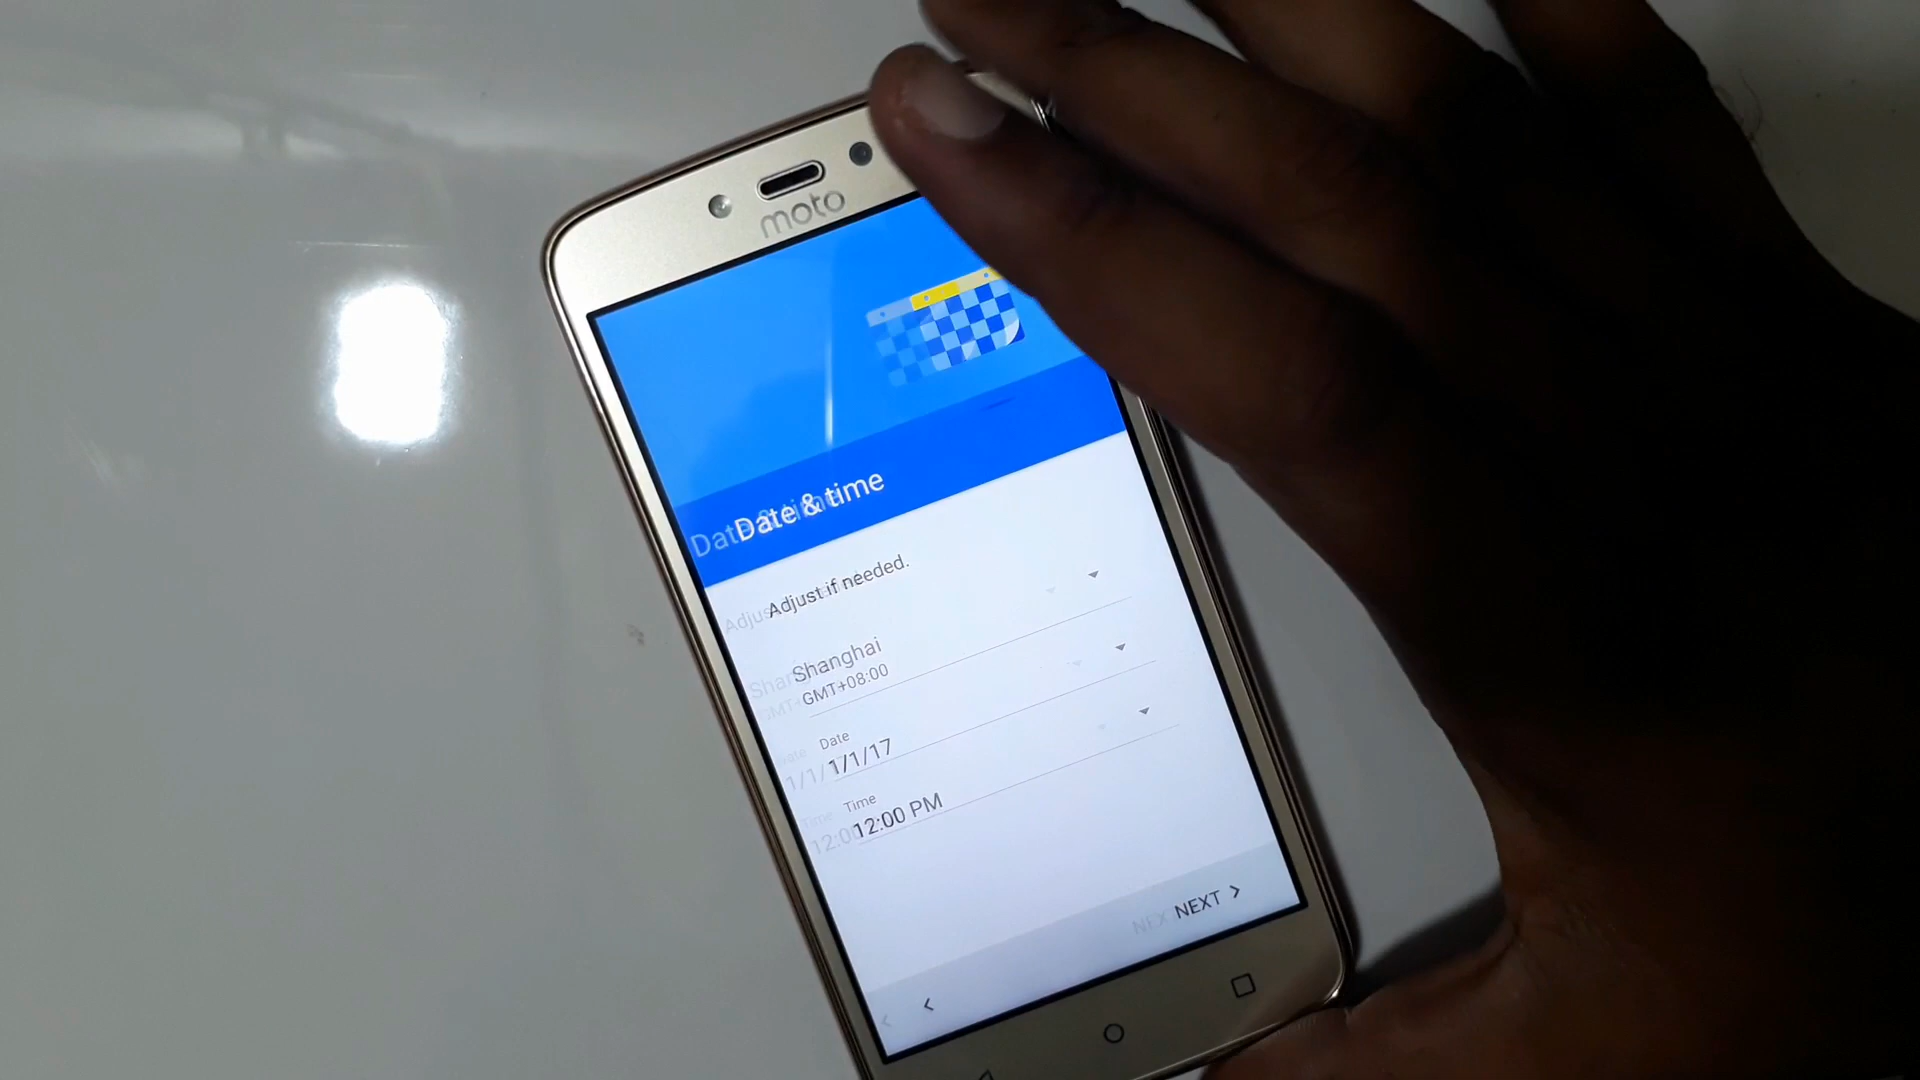 moto
Date & time
Adjust if needed.
Shanghai
GMT+08:00
Date
1/1/17
Time
12:00 PM
NEXT